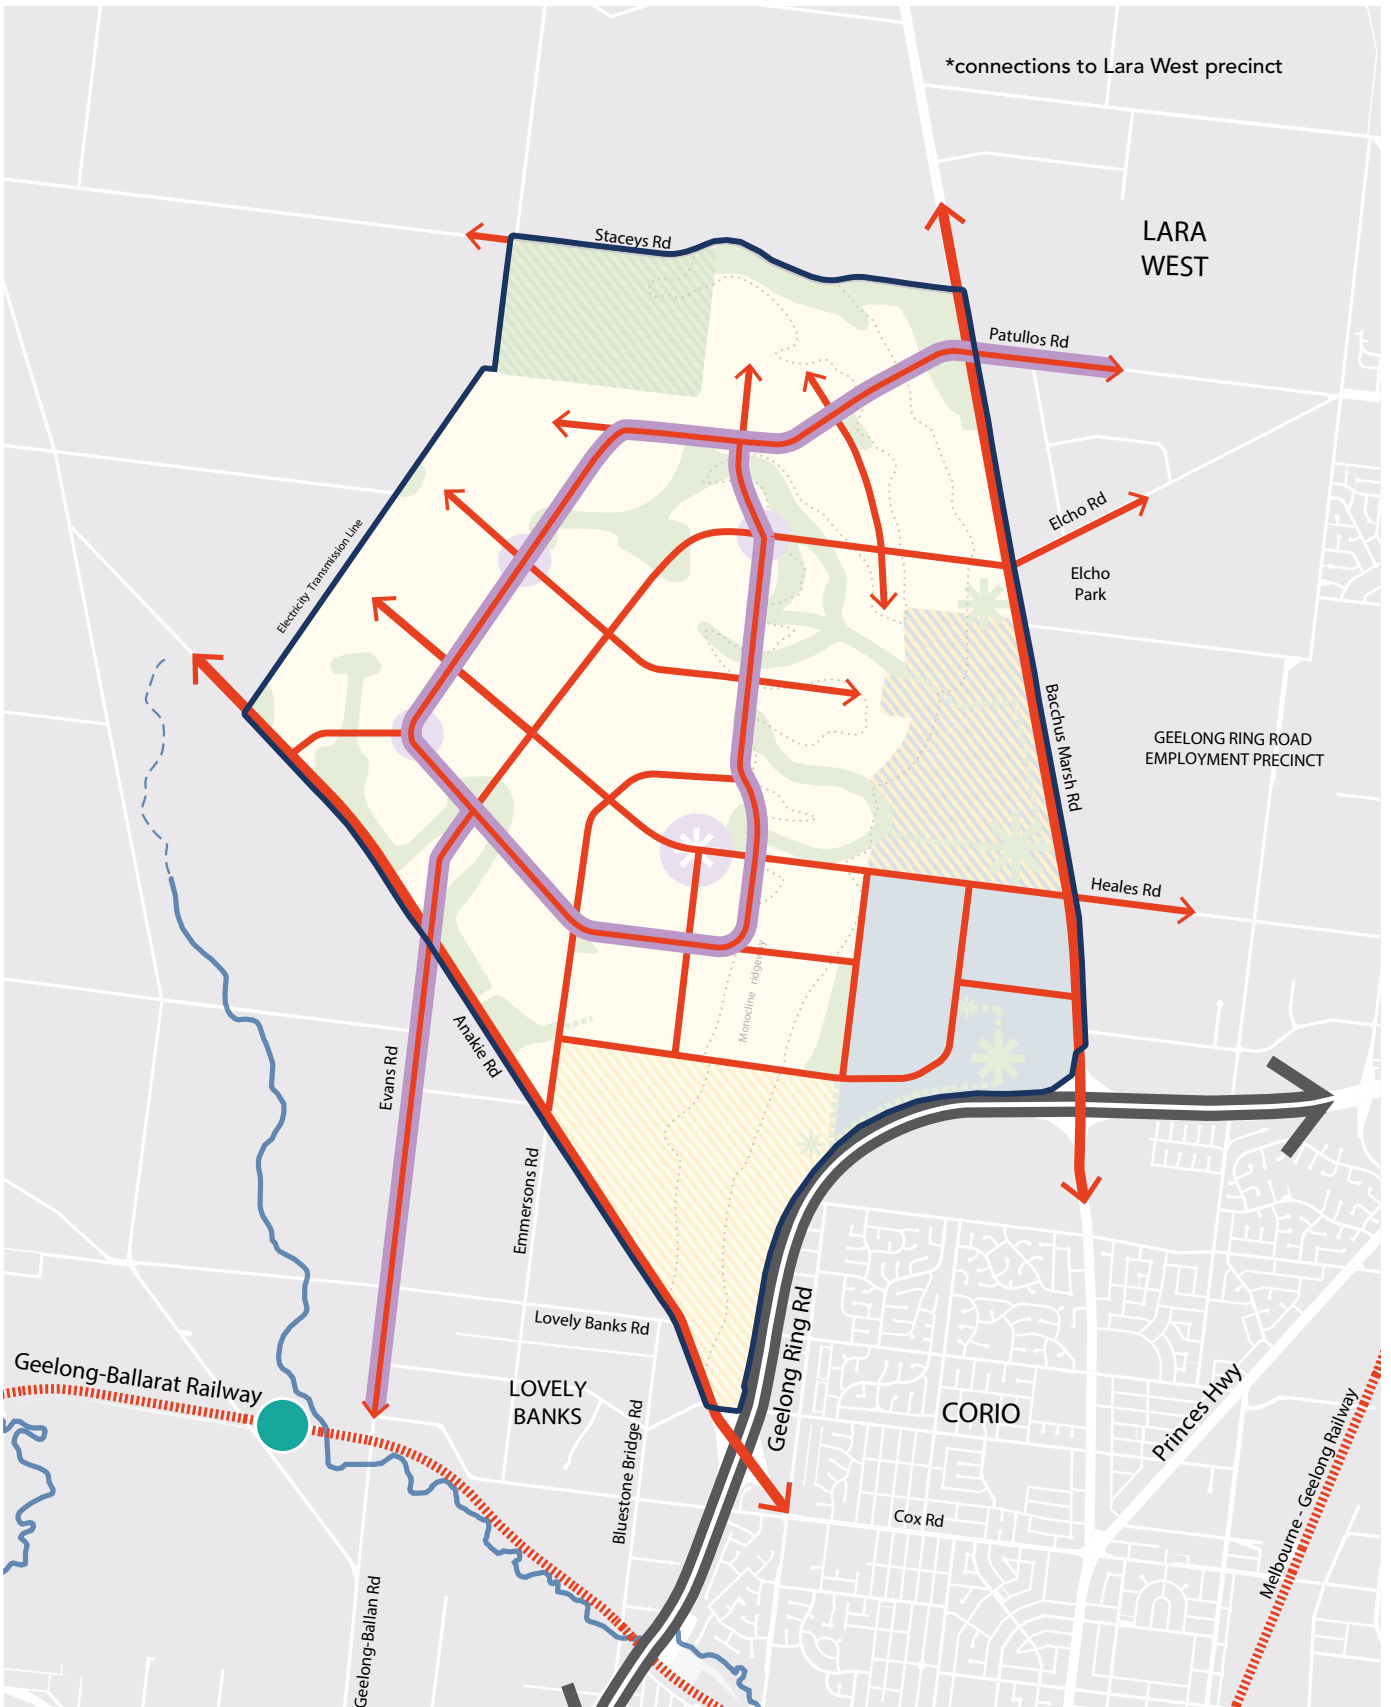 *connections to Lara West precinct
LARA
WEST
Staceys Rd
Patullos Rd
Elcho Rd
Electricity Transmission Line
Elcho
Park
Bacchus Marsh Rd
GEELONG RING ROAD
EMPLOYMENT PRECINCT
Heales Rd
Monocline ridgeway
Anakie Rd
Evans Rd
Emmersons Rd
Lovely Banks Rd
Geelong Ring Rd
Geelong-Ballarat Railway
LOVELY
BANKS
CORIO
Princes Hwy
Bluestone Bridge Rd
Melbourne - Geelong Railway
Cox Rd
Geelong-Ballan Rd